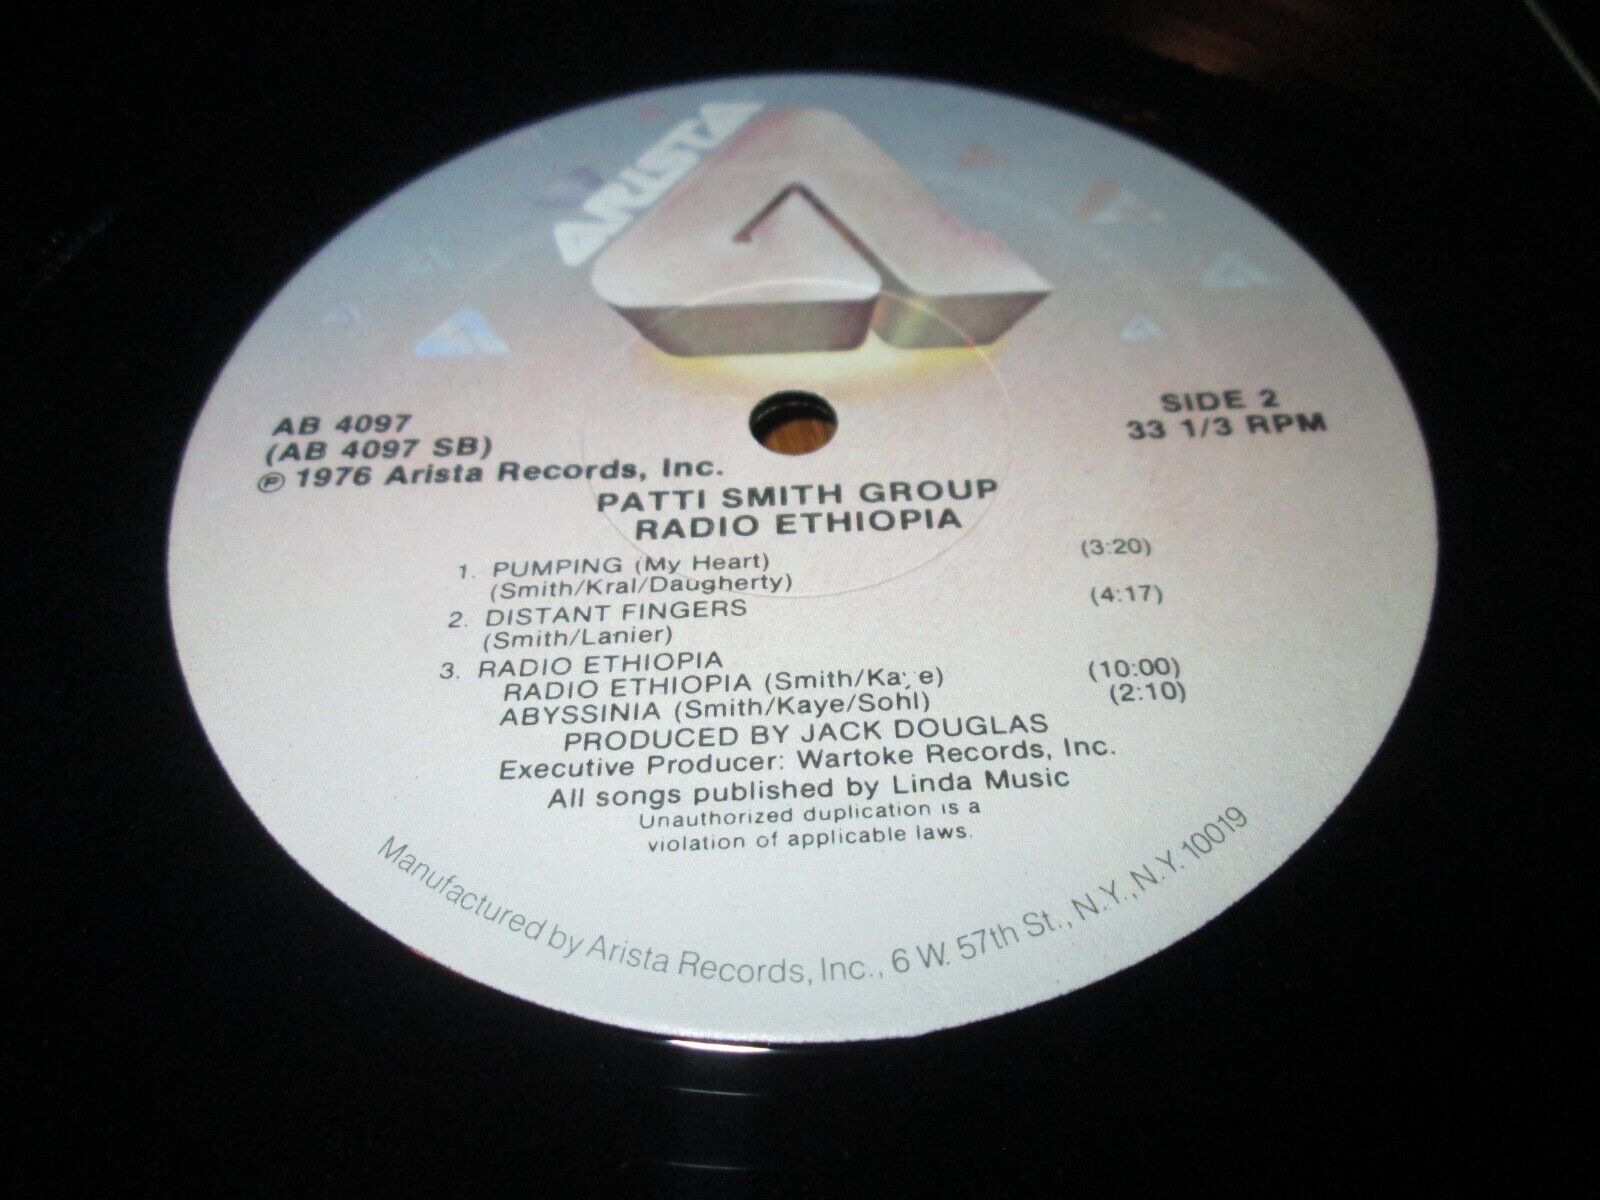 ARISTA
AB 4097
(AB 4097 SB)
℗ 1976 Arista Records, Inc.
SIDE 2
33 1/3 RPM
PATTI SMITH GROUP
RADIO ETHIOPIA
1. PUMPING (My Heart) (3:20)
(Smith/Kral/Daugherty)
2. DISTANT FINGERS (4:17)
(Smith/Lanier)
3. RADIO ETHIOPIA
RADIO ETHIOPIA (Smith/Kaye) (10:00)
ABYSSINIA (Smith/Kaye/Sohl) (2:10)
PRODUCED BY JACK DOUGLAS
Executive Producer: Wartoke Records, Inc.
All songs published by Linda Music
Unauthorized duplication is a
violation of applicable laws.
Manufactured by Arista Records, Inc., 6 W. 57th St., N.Y., N.Y. 10019